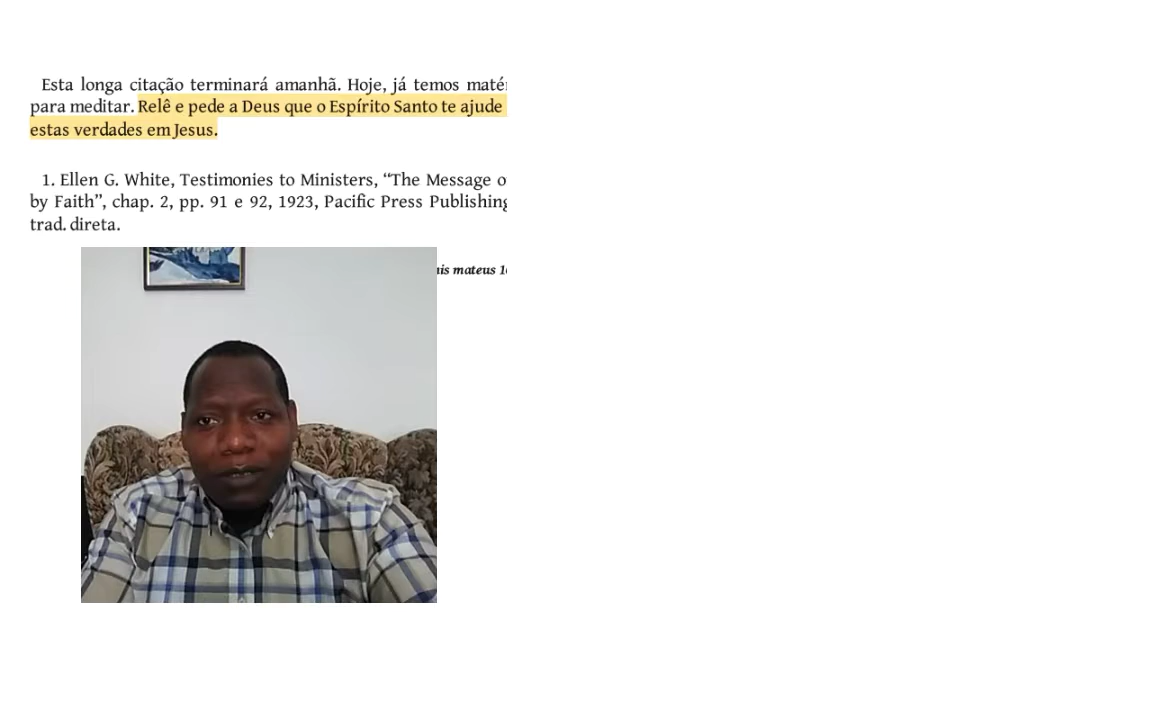 Esta longa citação terminará amanhã. Hoje, já temos
para meditar. Relê e pede a Deus que o Espírito Santo te ajude
estas verdades em Jesus.
1. Ellen G. White, Testimonies to Ministers, “The Message
by Faith”, chap. 2, pp. 91 e 92, 1923, Pacific Press Publishing
trad. direta.
mateus